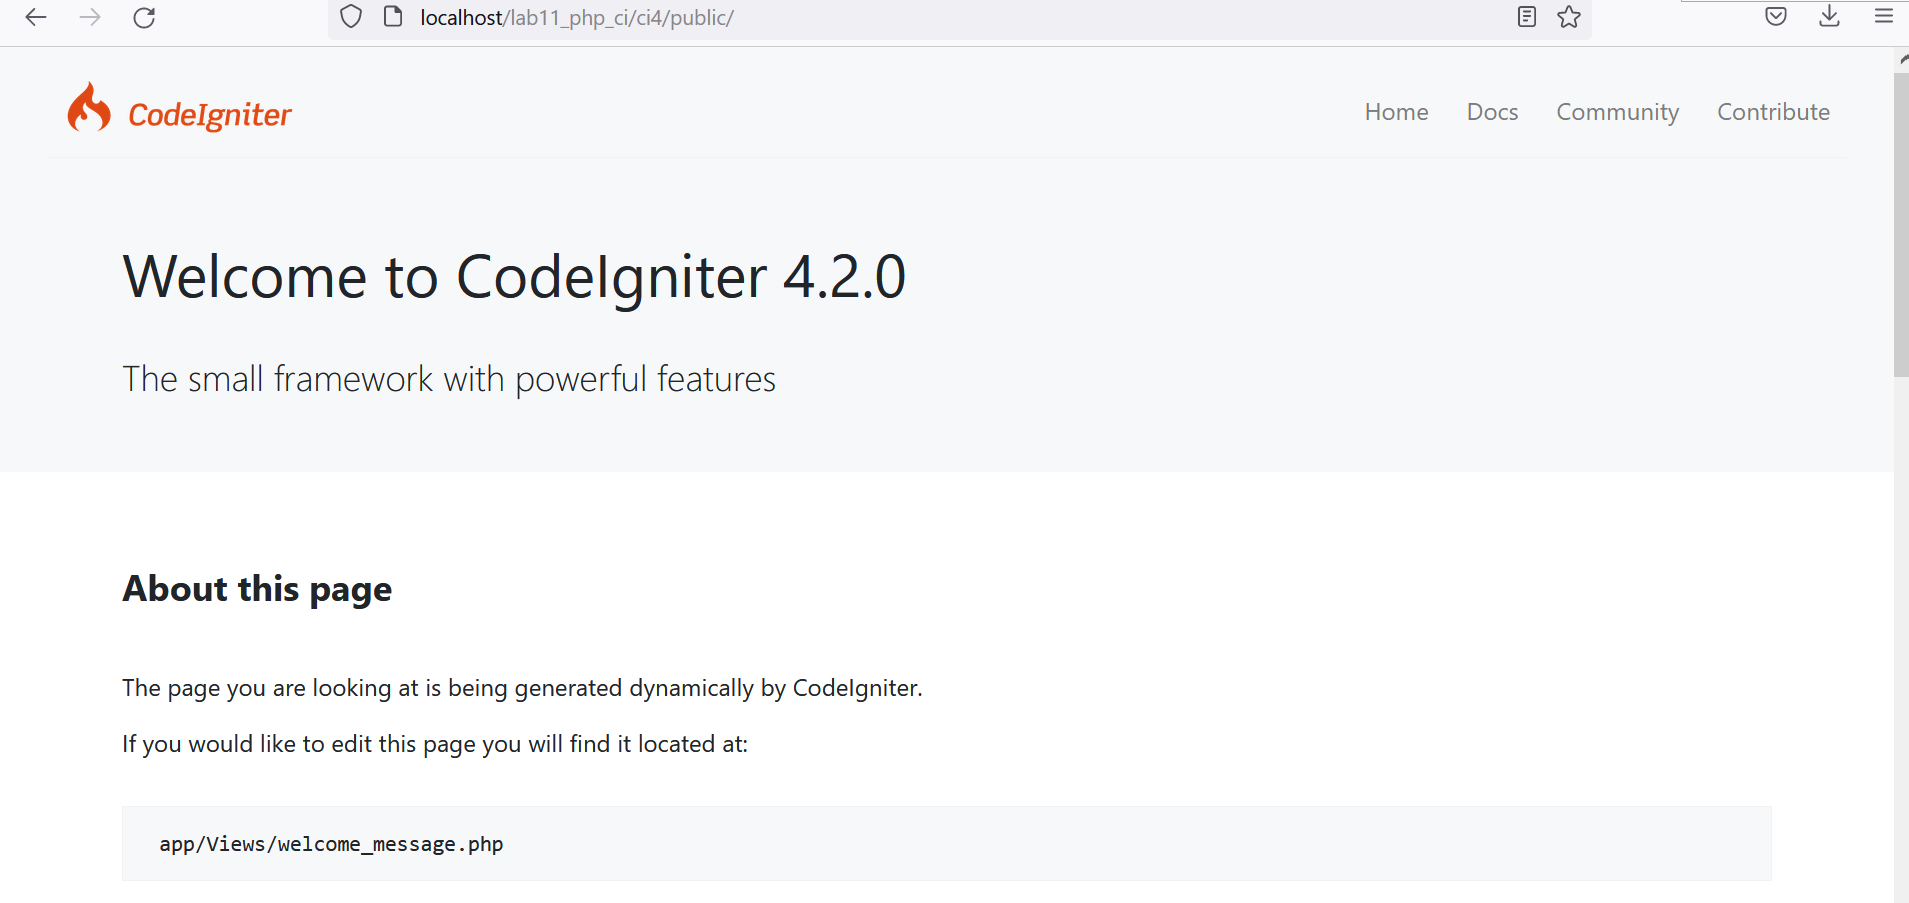 localhost/lab11_php_ci/ci4/public/
CodeIgniter
Home Docs Community Contribute
Welcome to CodeIgniter 4.2.0
The small framework with powerful features
About this page
The page you are looking at is being generated dynamically by CodeIgniter.
If you would like to edit this page you will find it located at:
app/Views/welcome_message.php